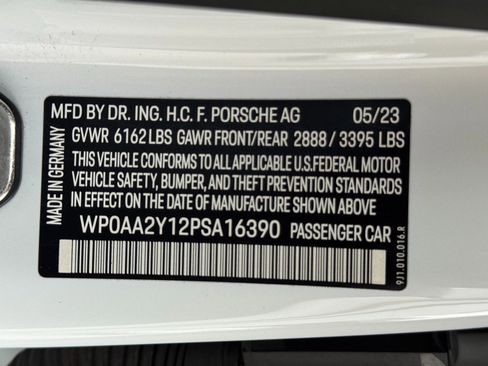 MFD BY DR. ING. H.C. F. PORSCHE AG 05/23
GVWR 6162 LBS GAWR FRONT/REAR 2888 / 3395 LBS
THIS VEHICLE CONFORMS TO ALL APPLICABLE U.S. FEDERAL MOTOR
VEHICLE SAFETY, BUMPER, AND THEFT PREVENTION STANDARDS
IN EFFECT ON THE DATE OF MANUFACTURE SHOWN ABOVE.
WP0AA2Y12PSA16390 PASSENGER CAR
MADE IN GERMANY
9J1.010.016.R